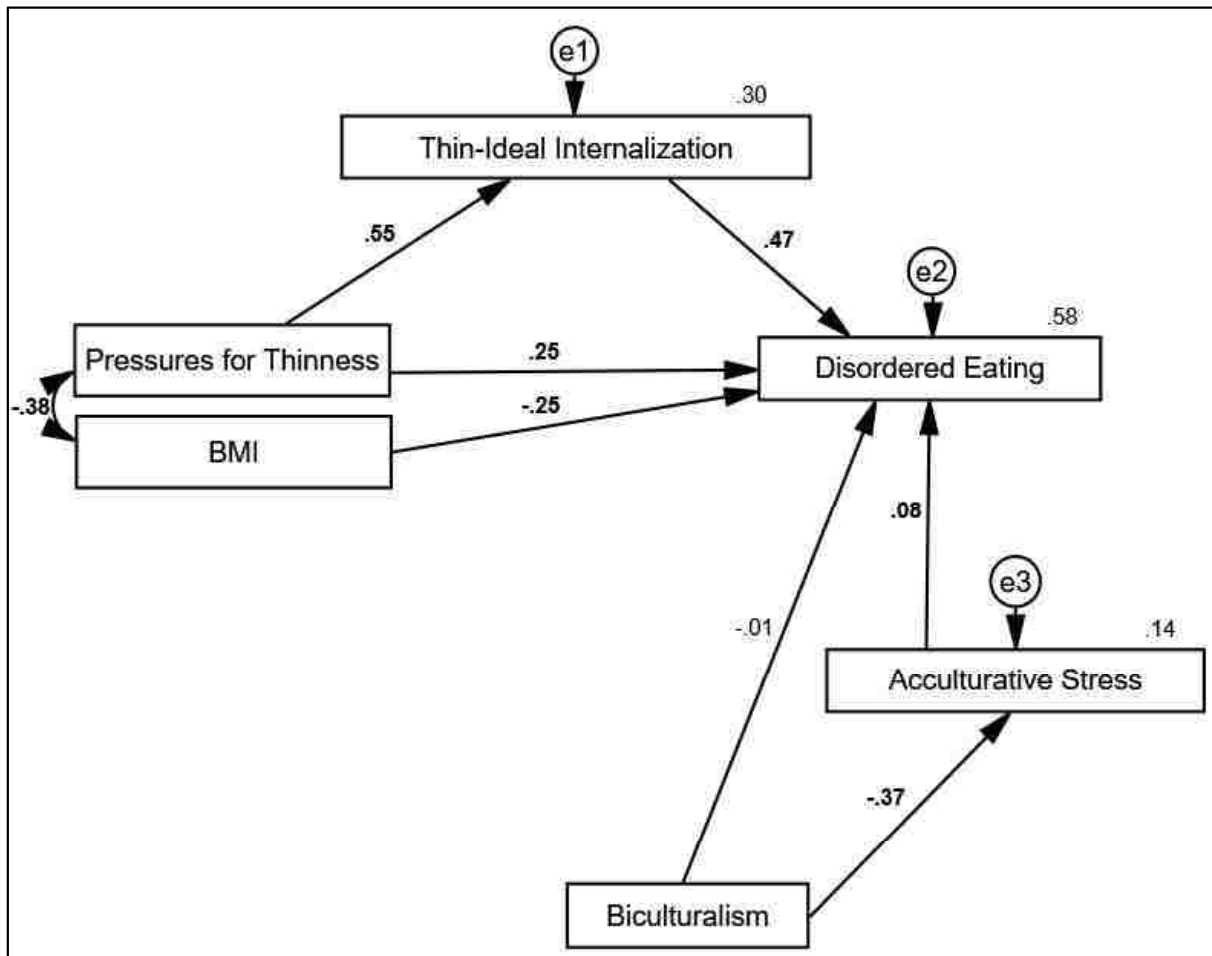 e1
.30
Thin-Ideal Internalization
.55
.47
e2
.58
Pressures for Thinness
.25
Disordered Eating
-.38
-.25
BMI
.08
e3
-.01
.14
Acculturative Stress
-.37
Biculturalism